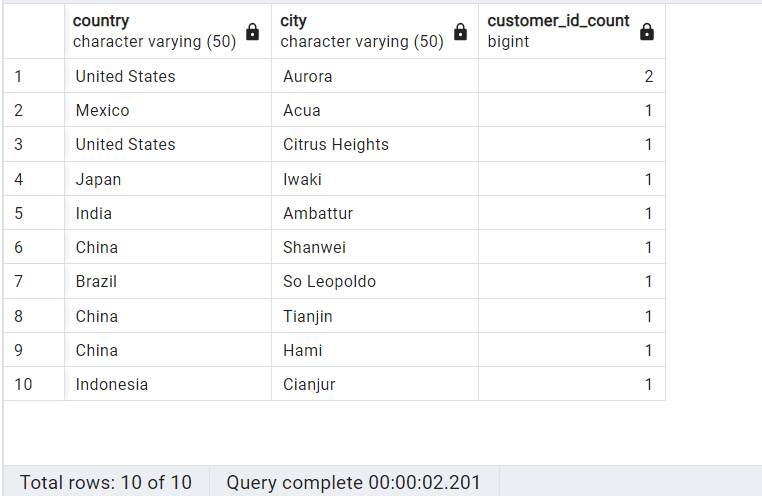 country city customer_id_count
character varying (50) character varying (50) bigint
1 United States Aurora 2
2 Mexico Acua 1
3 United States Citrus Heights 1
4 Japan Iwaki 1
5 India Ambattur 1
6 China Shanwei 1
7 Brazil So Leopoldo 1
8 China Tianjin 1
9 China Hami 1
10 Indonesia Cianjur 1
Total rows: 10 of 10 Query complete 00:00:02.201